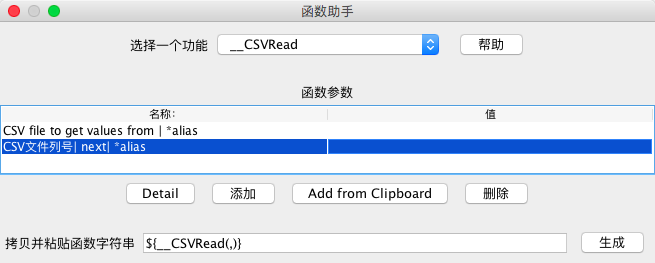 函数助手
选择一个功能 __CSVRead 帮助
函数参数
名称: 值
CSV file to get values from | *alias
CSV文件列号| next| *alias
Detail 添加 Add from Clipboard 删除
拷贝并粘贴函数字符串 ${__CSVRead(,)} 生成